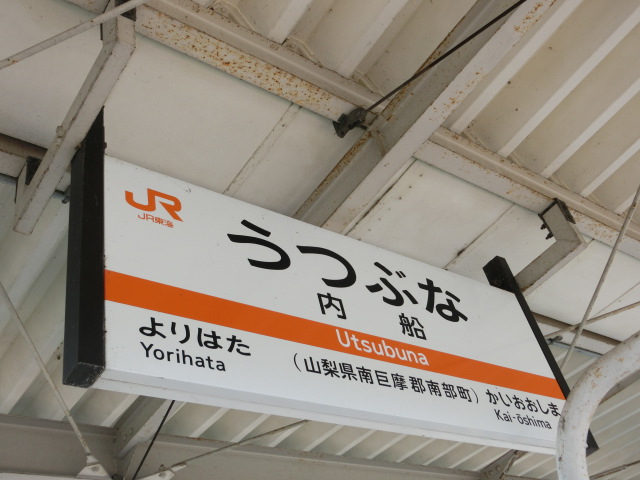 JR
JR東海
うつぶな
内船
Utsubuna
よりはた
Yorihata
(山梨県南巨摩郡南部町)
かいおおしま
Kai-ōshima